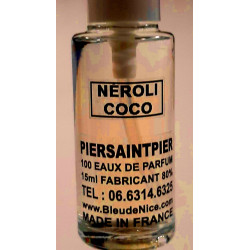 NÉROLI
COCO
PIERSAINTPIER
100 EAUX DE PARFUM
15ml FABRICANT 80%
TEL : 06.6314.6325
www.BleudeNice.com
MADE IN FRANCE